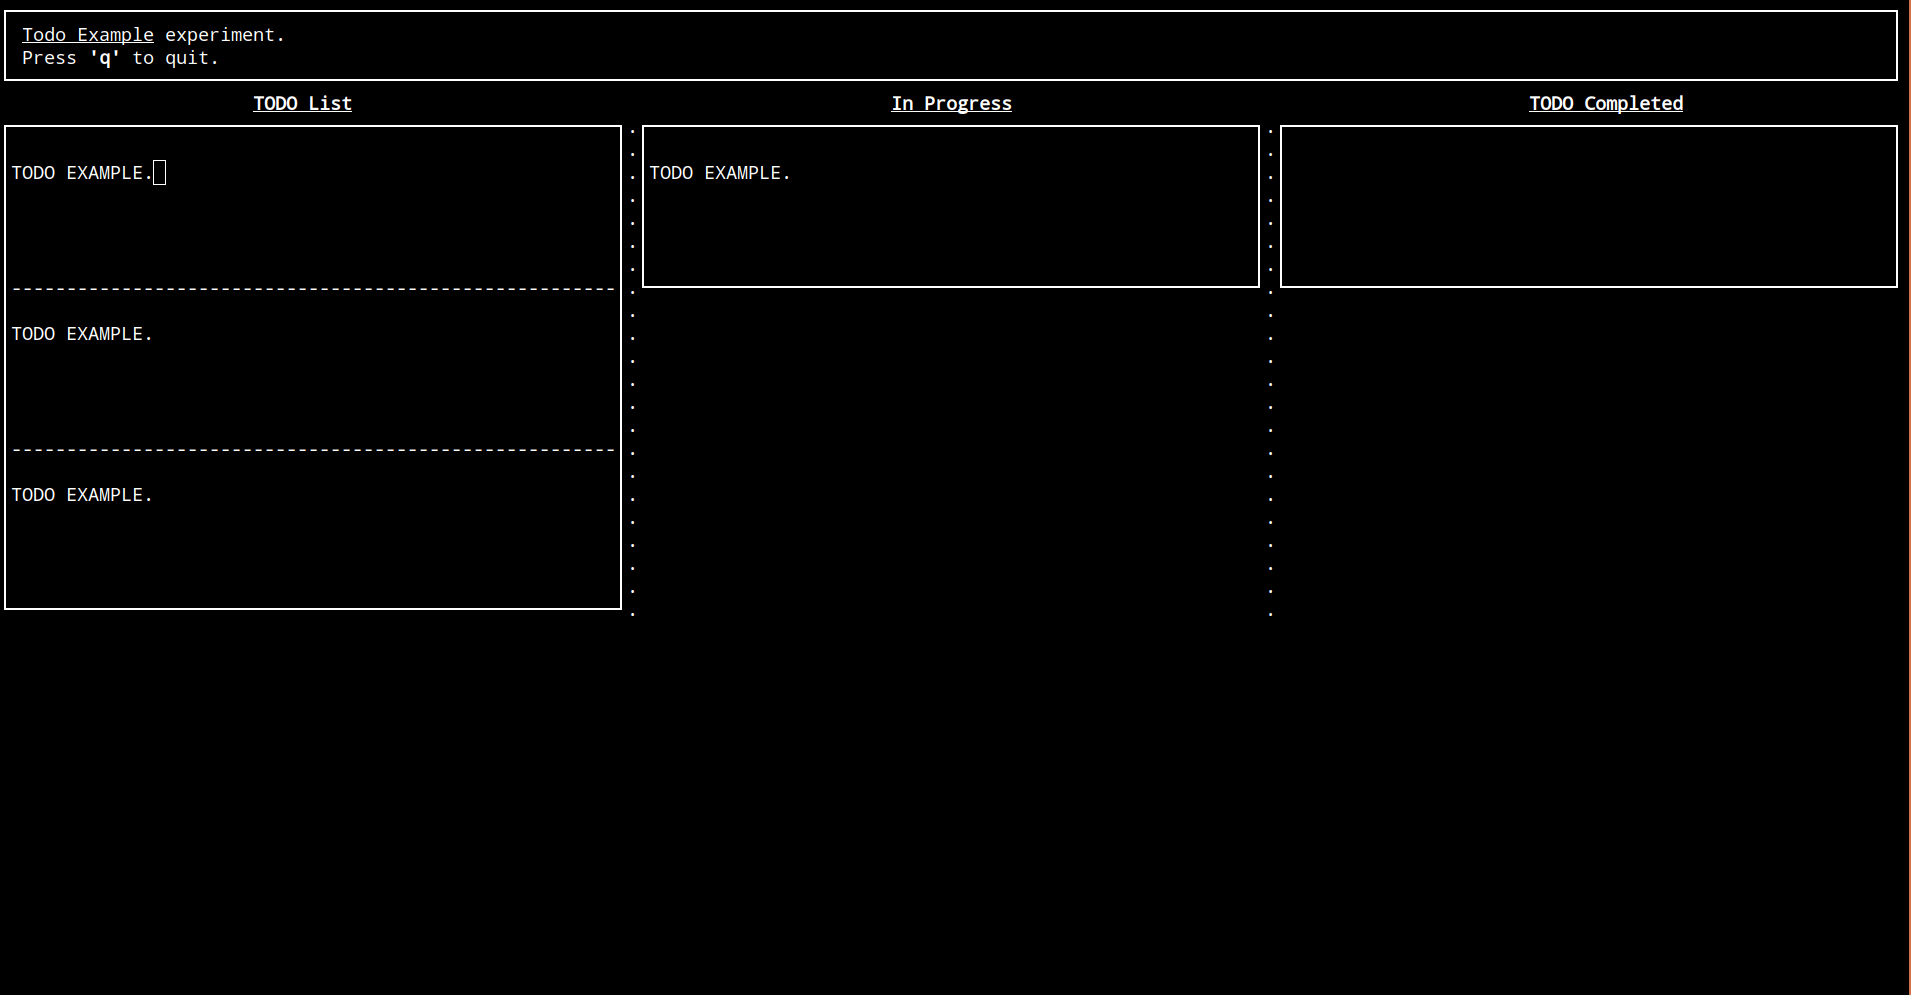 Todo Example experiment.
Press 'q' to quit.
TODO List
In Progress
TODO Completed
TODO EXAMPLE.
TODO EXAMPLE.
TODO EXAMPLE.
TODO EXAMPLE.